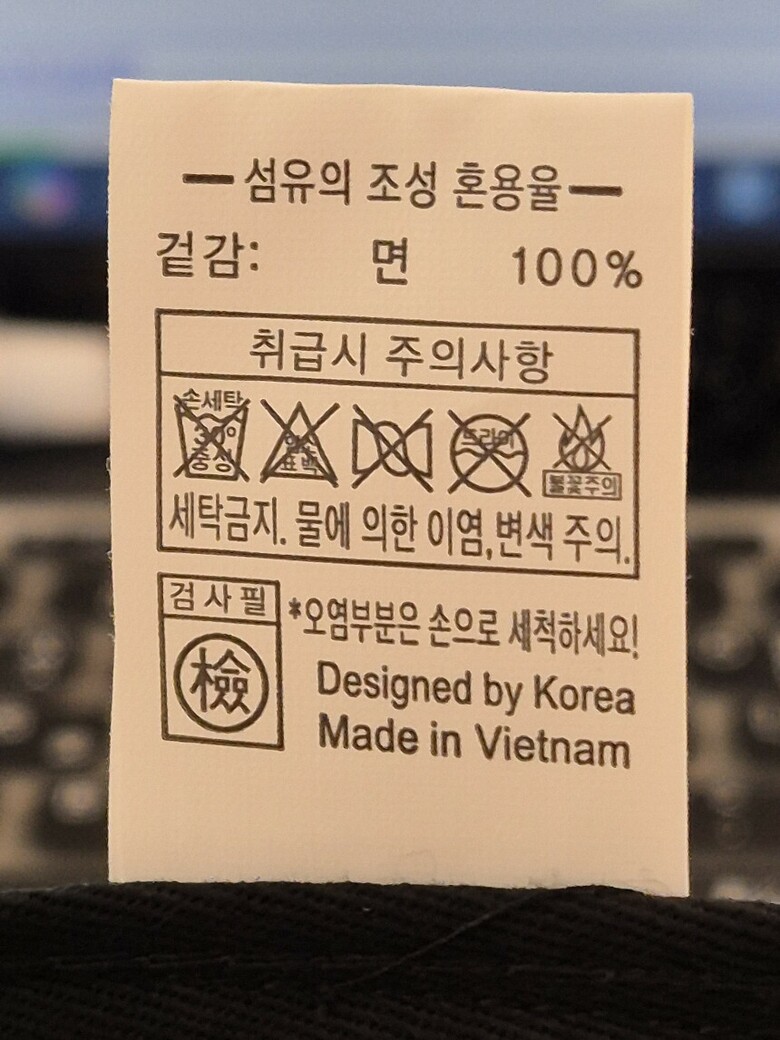 섬유의 조성 혼용율
겉감: 면 100%
취급시 주의사항
손세탁
30°
중성
염소
표백
드라이
불꽃주의
세탁금지. 물에 의한 이염,변색 주의.
검사필
檢
*오염부분은 손으로 세척하세요!
Designed by Korea
Made in Vietnam